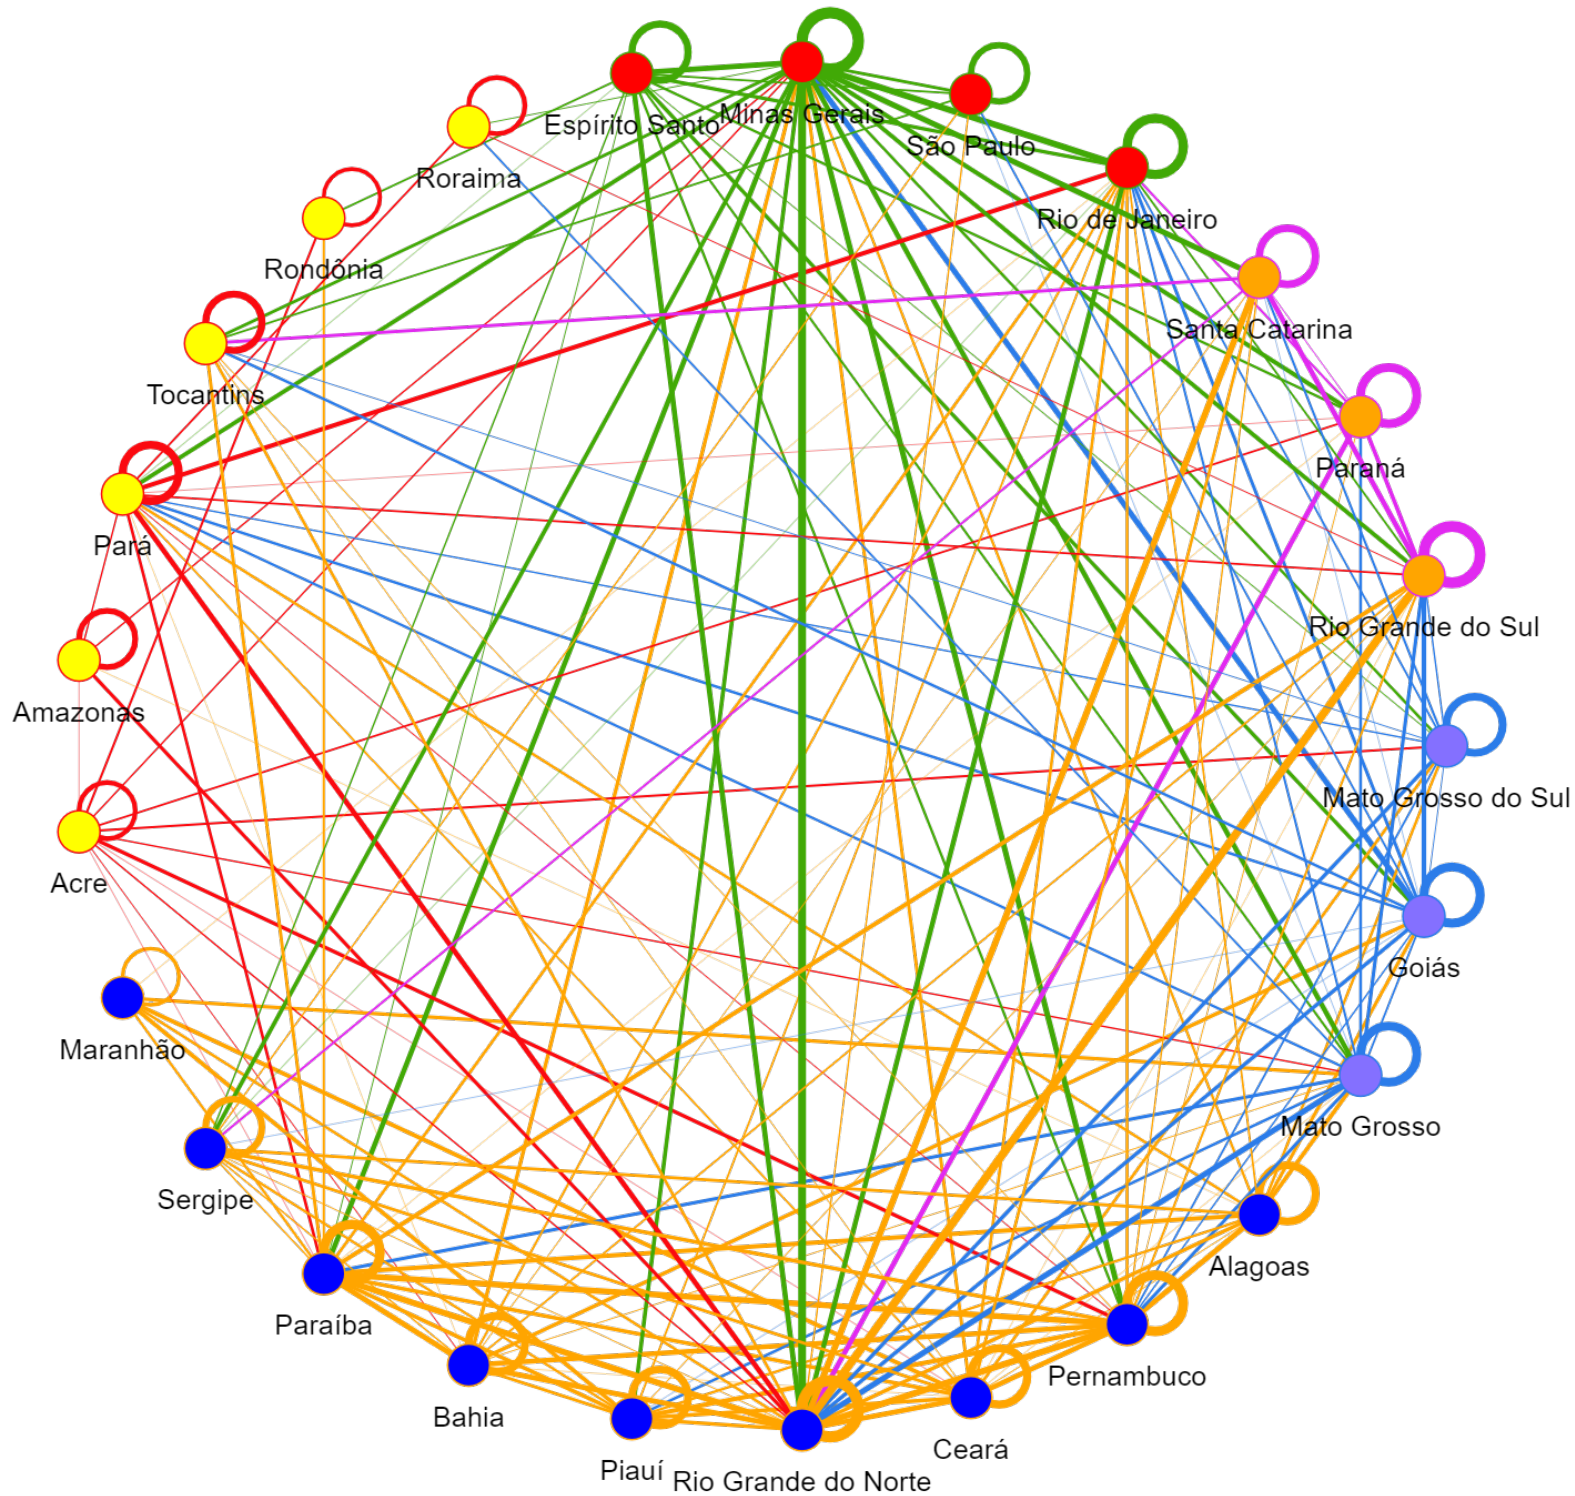 Espírito Santo
Minas Gerais
São Paulo
Roraima
Rio de Janeiro
Rondônia
Santa Catarina
Tocantins
Paraná
Pará
Rio Grande do Sul
Amazonas
Mato Grosso do Sul
Acre
Goiás
Maranhão
Mato Grosso
Sergipe
Alagoas
Paraíba
Pernambuco
Bahia
Ceará
Piauí
Rio Grande do Norte